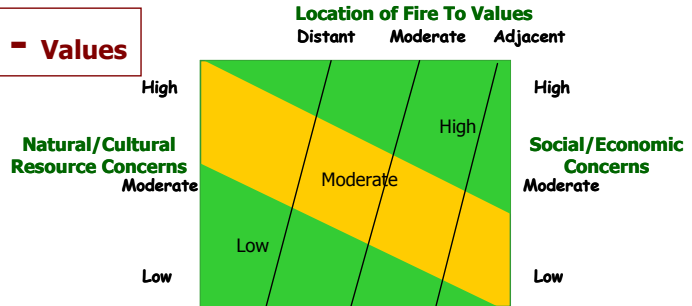 - Values
Location of Fire To Values
Distant Moderate Adjacent
High High
High
Natural/Cultural
Resource Concerns
Social/Economic
Concerns
Moderate Moderate Moderate
Low
Low Low